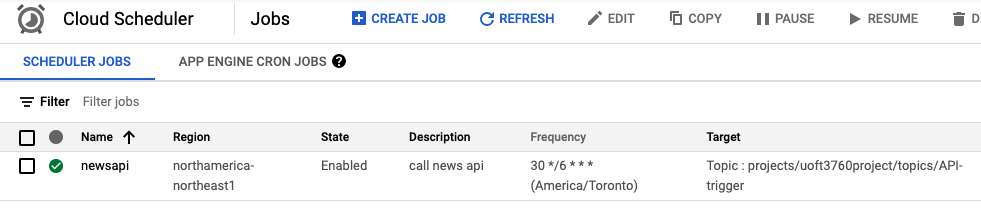 Cloud Scheduler Jobs CREATE JOB REFRESH EDIT COPY PAUSE RESUME
SCHEDULER JOBS APP ENGINE CRON JOBS ?
Filter Filter jobs
Name Region State Description Frequency Target
newsapi northamerica- Enabled call news api 30 */6 * * * Topic : projects/uoft3760project/topics/API-
northeast1 (America/Toronto) trigger